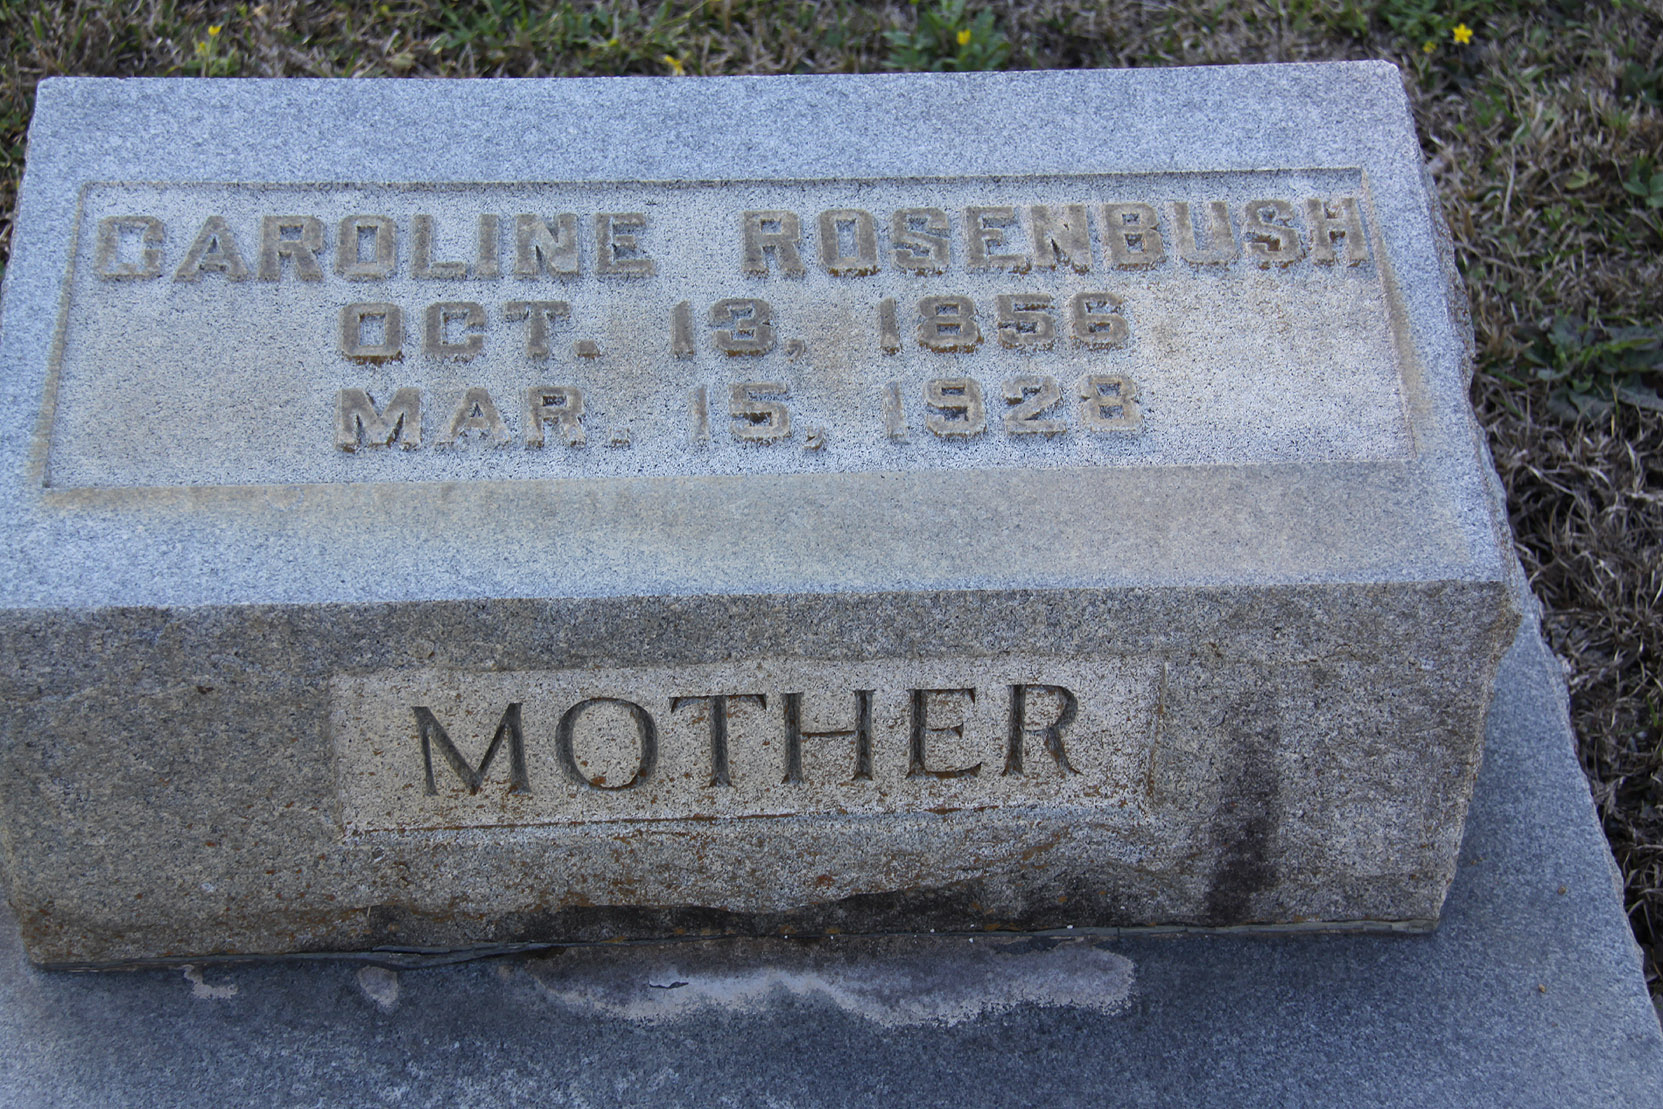 CAROLINE ROSENBUSH
OCT. 13, 1856
MAR. 15, 1928
MOTHER